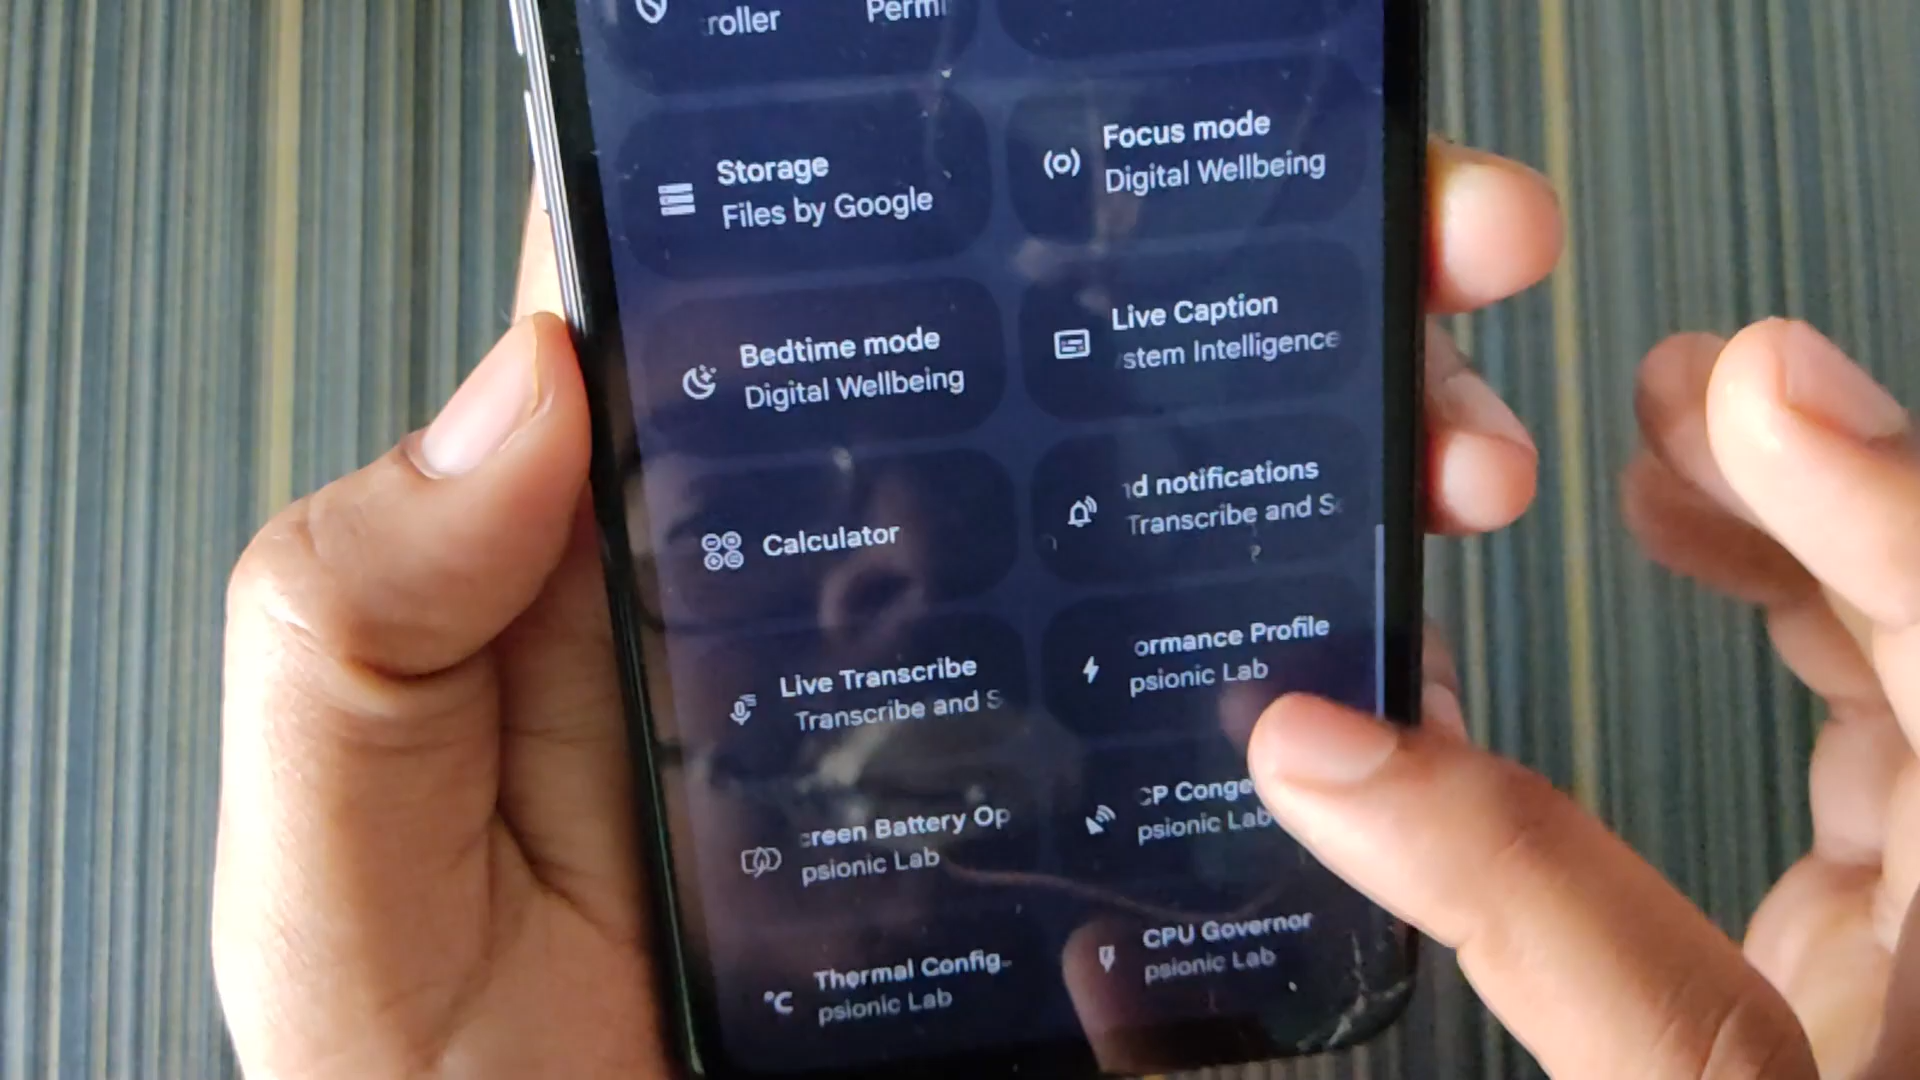 roller
Permi
Storage
Files by Google
Focus mode
Digital Wellbeing
Bedtime mode
Digital Wellbeing
Live Caption
stem Intelligence
Calculator
d notifications
Transcribe and S
Live Transcribe
Transcribe and S
ormance Profile
psionic Lab
creen Battery Op
psionic Lab
CP Conge
psionic Lab
°C
Thermal Config
psionic Lab
CPU Governor
psionic Lab